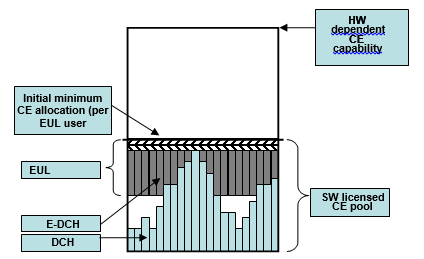 HW
dependent
CE
capability
Initial minimum
CE allocation (per
EUL user
EUL
SW licensed
CE pool
E-DCH
DCH